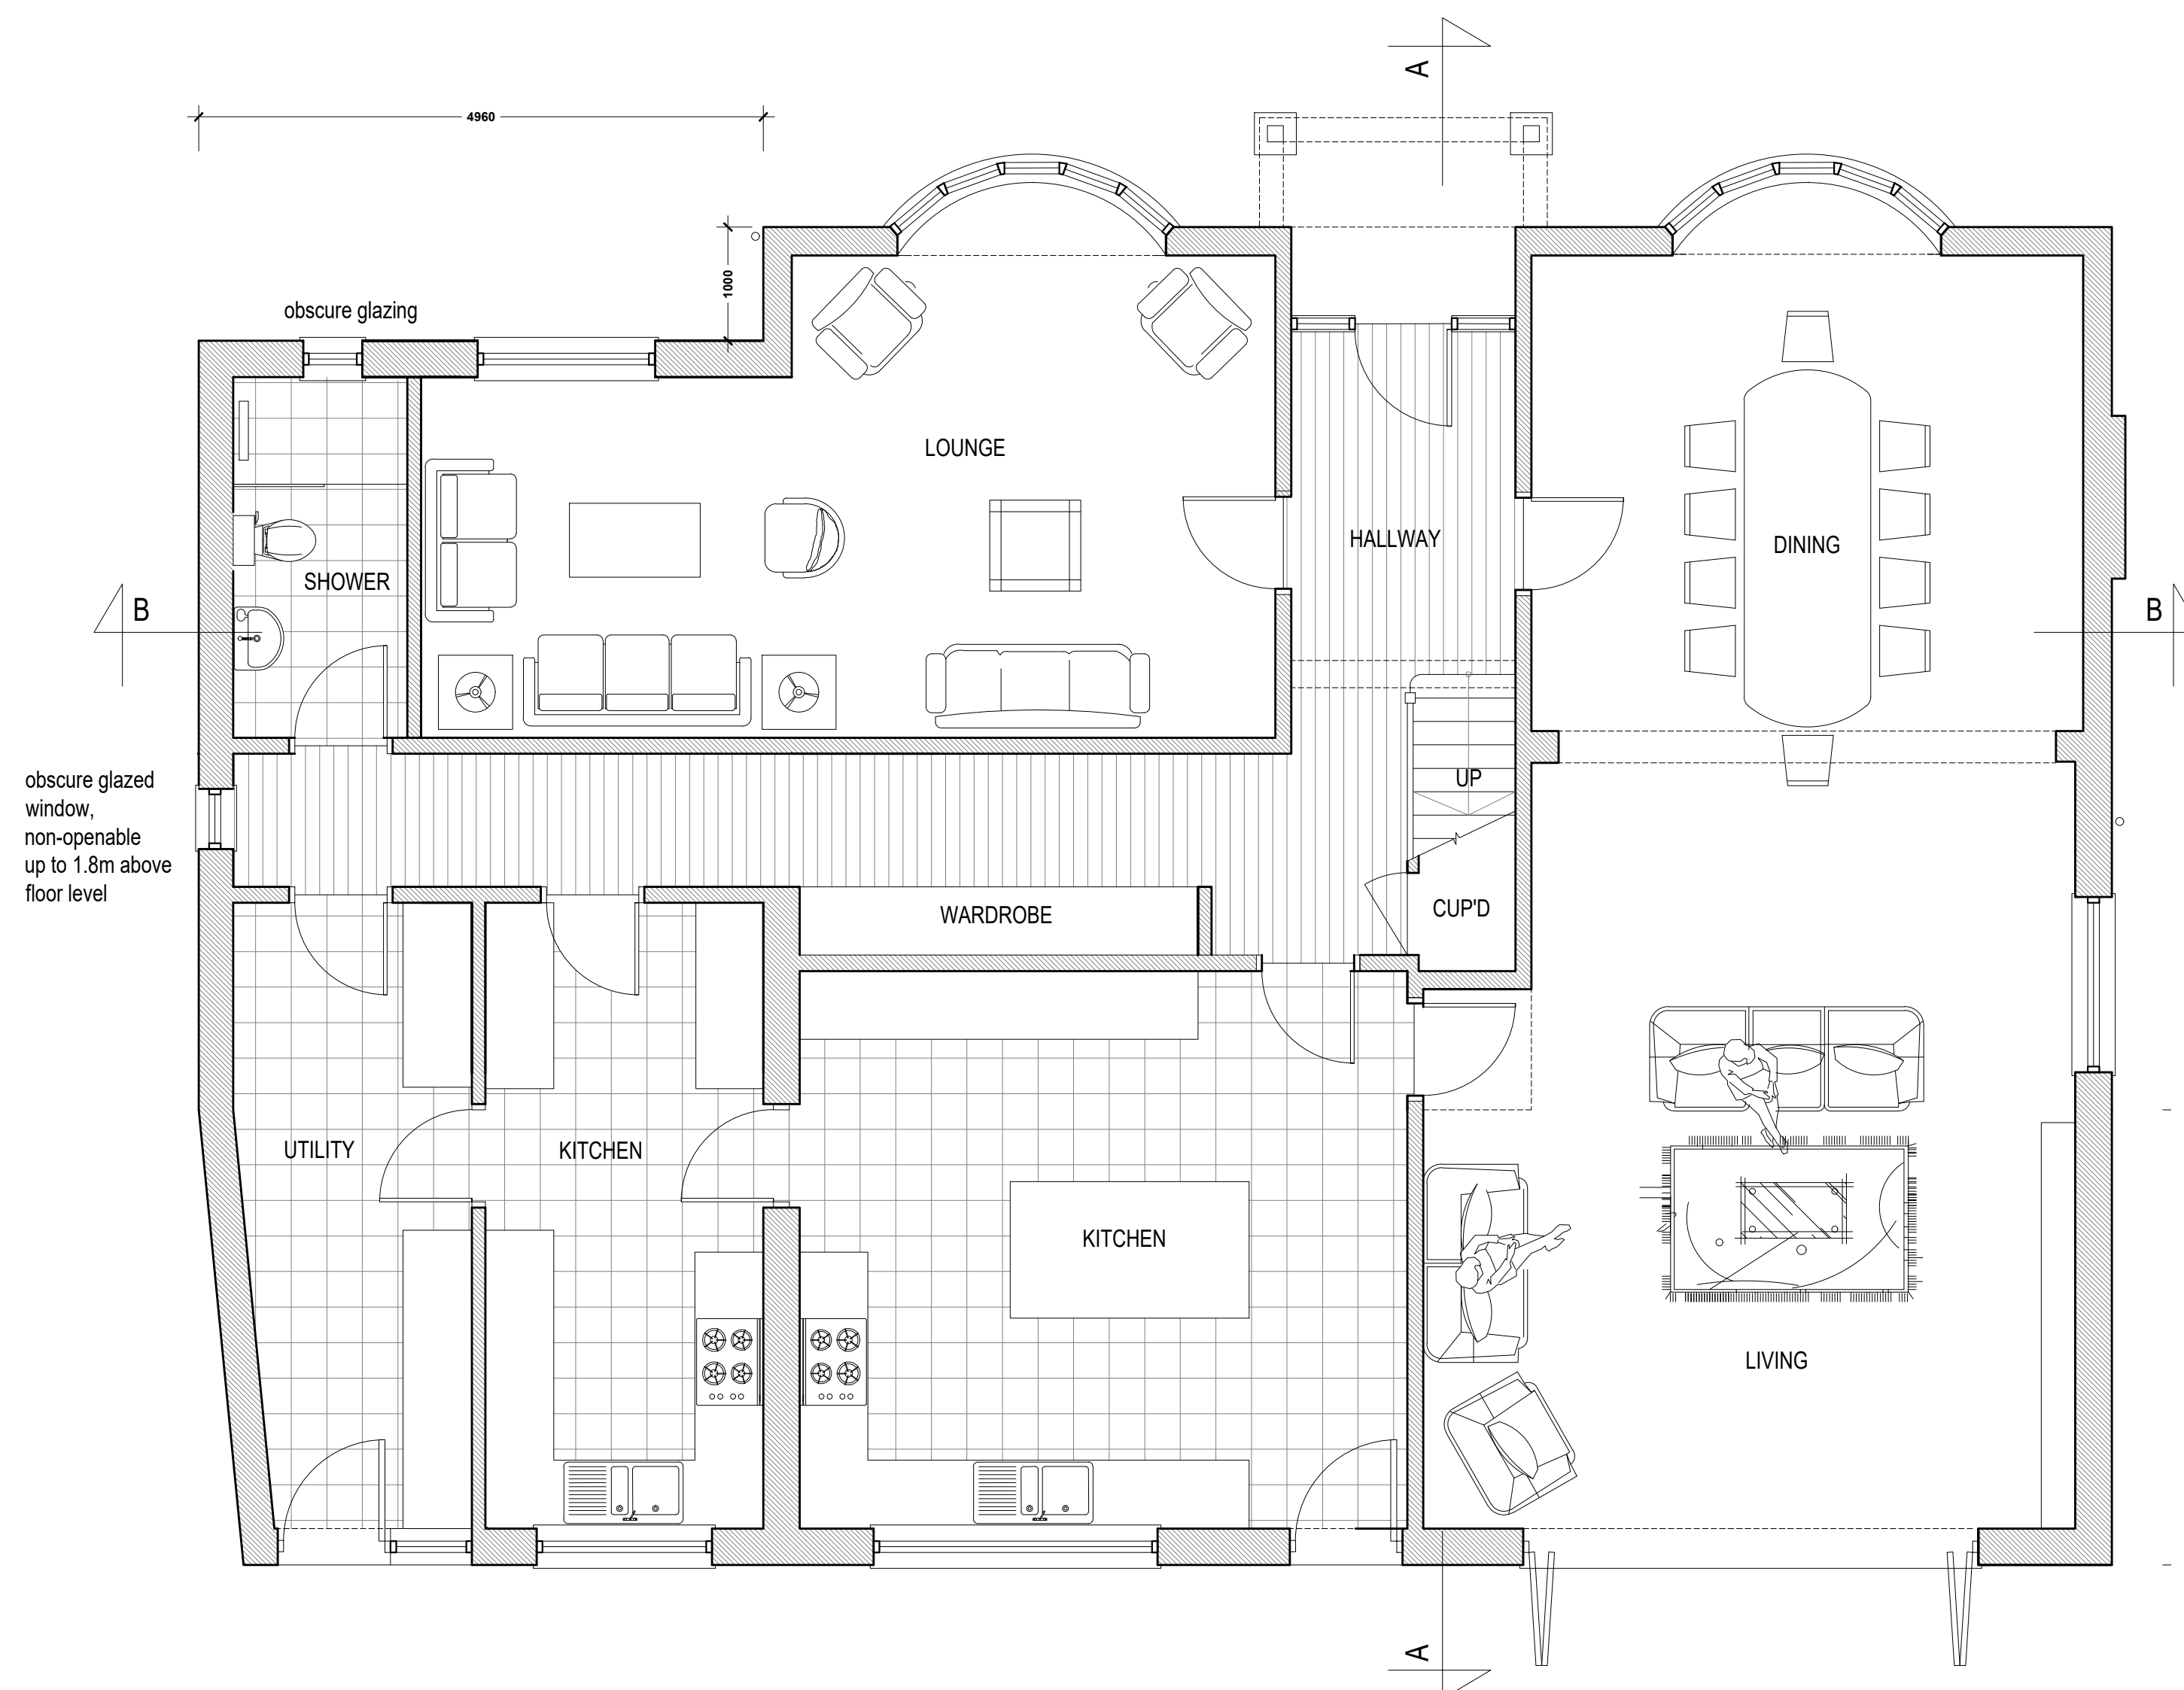 A
4960
1000
obscure glazing
LOUNGE
HALLWAY
DINING
SHOWER
B
B
obscure glazed
window,
non-openable
up to 1.8m above
floor level
UP
WARDROBE
CUP'D
UTILITY
KITCHEN
KITCHEN
LIVING
A